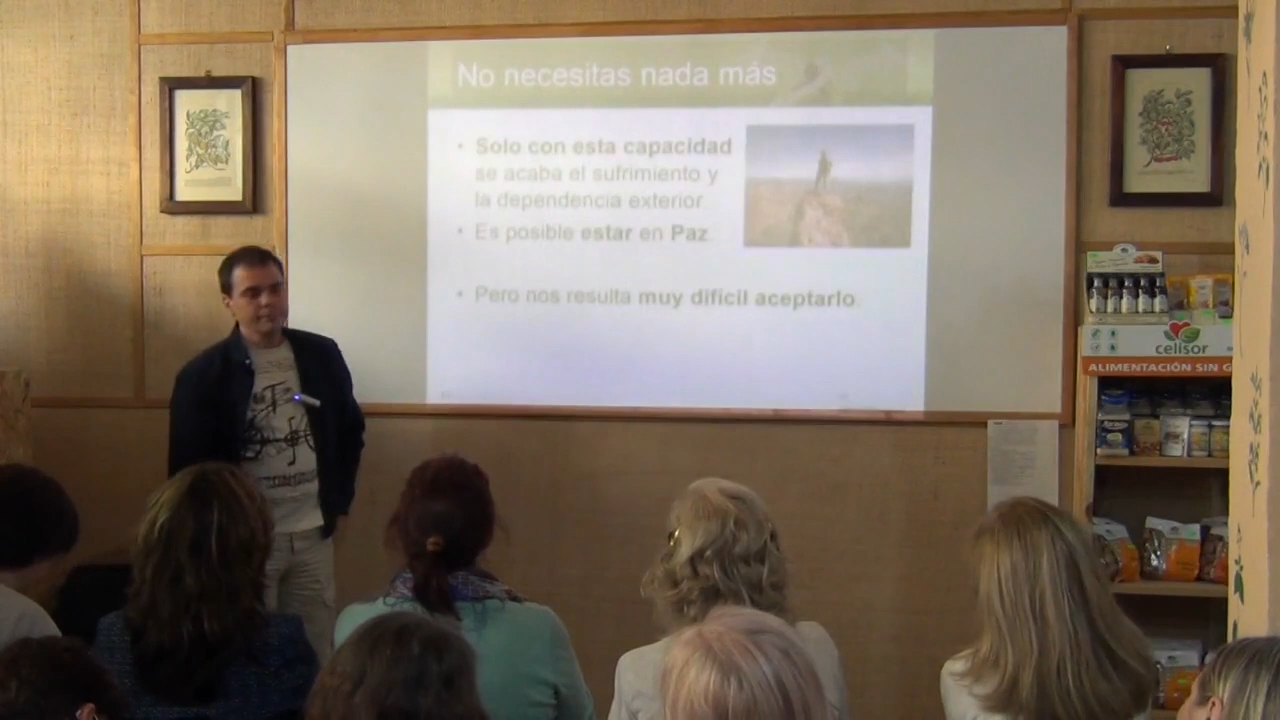 No necesitas nada más
• Solo con esta capacidad
se acaba el sufrimiento y
la dependencia exterior
• Es posible estar en Paz
• Pero nos resulta muy difícil aceptarlo
celisor
ALIMENTACIÓN SIN G